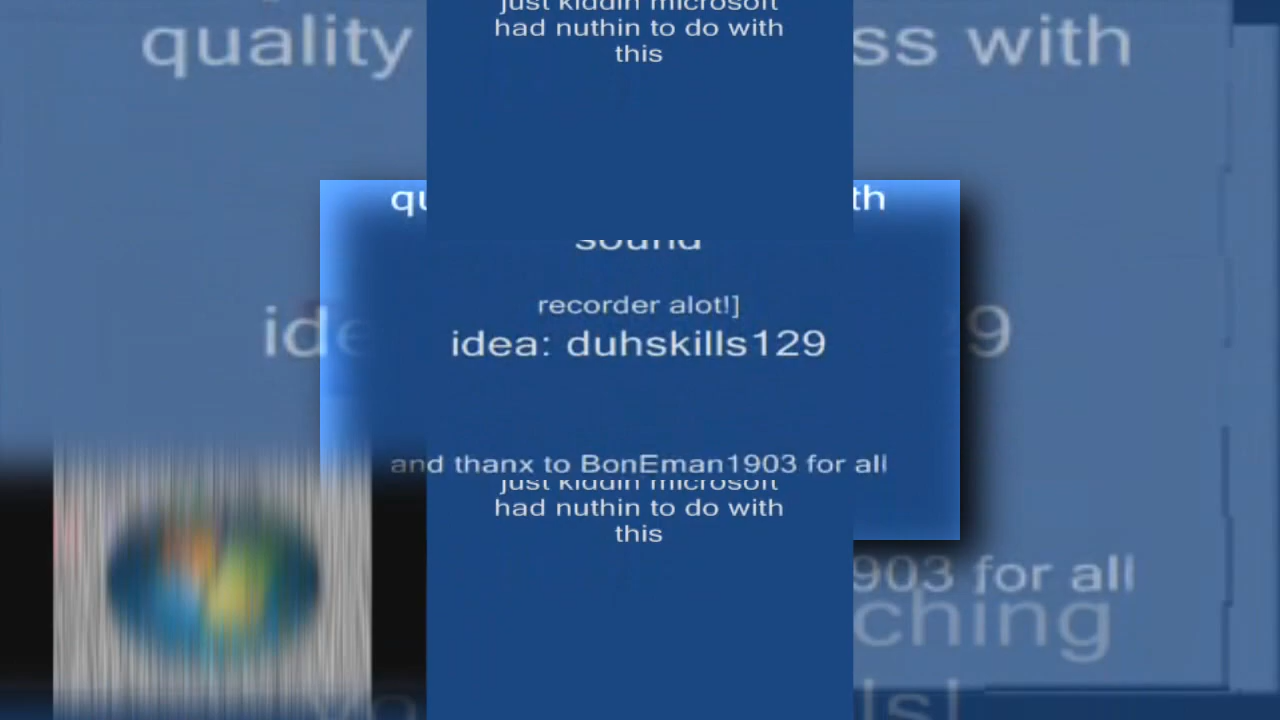 just kiddin microsoft
had nuthin to do with
this
quality
ss with
qu
th
sound
recorder alot!]
idea: duhskills129
ide
9
and thanx to BonEman1903 for all
just kiddin microsoft
had nuthin to do with
this
903 for all
ching